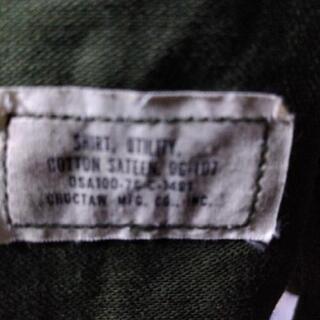 SHIRT, UTILITY,
COTTON SATEEN, OG-107
CHOCTAW MFG. CO., INC.